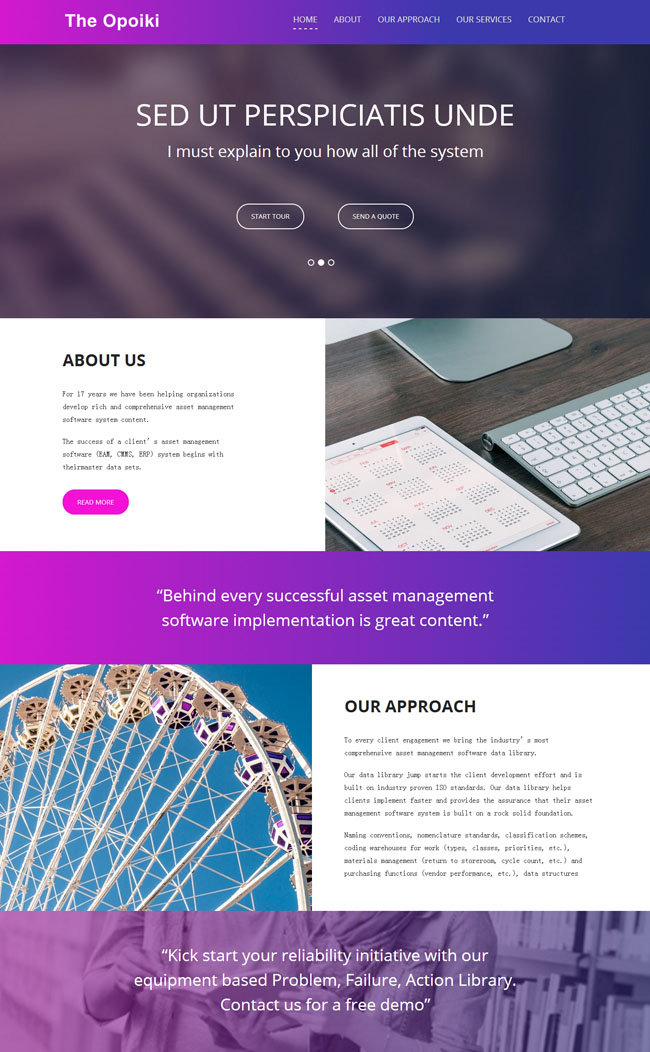 The Opoiki
HOME ABOUT OUR APPROACH OUR SERVICES CONTACT
SED UT PERSPICIATIS UNDE
I must explain to you how all of the system
START TOUR SEND A QUOTE
ABOUT US
For 17 years we have been helping organizations
develop rich and comprehensive asset management
software system content.
The success of a client’s asset management
software (EAM, CMMS, ERP) system begins with
theirmaster data sets.
READ MORE
“Behind every successful asset management
software implementation is great content.”
OUR APPROACH
To every client engagement we bring the industry’s most
comprehensive asset management software data library.
Our data library jump starts the client development effort and is
built on industry proven ISO standards. Our data library helps
clients implement faster and provides the assurance that their asset
management software system is built on a rock solid foundation.
Naming conventions, nomenclature standards, classification schemes,
coding warehouses for work (types, classes, priorities, etc.),
materials management (return to storeroom, cycle count, etc.) and
purchasing functions (vendor performance, etc.), data structures
“Kick start your reliability initiative with our
equipment based Problem, Failure, Action Library.
Contact us for a free demo”